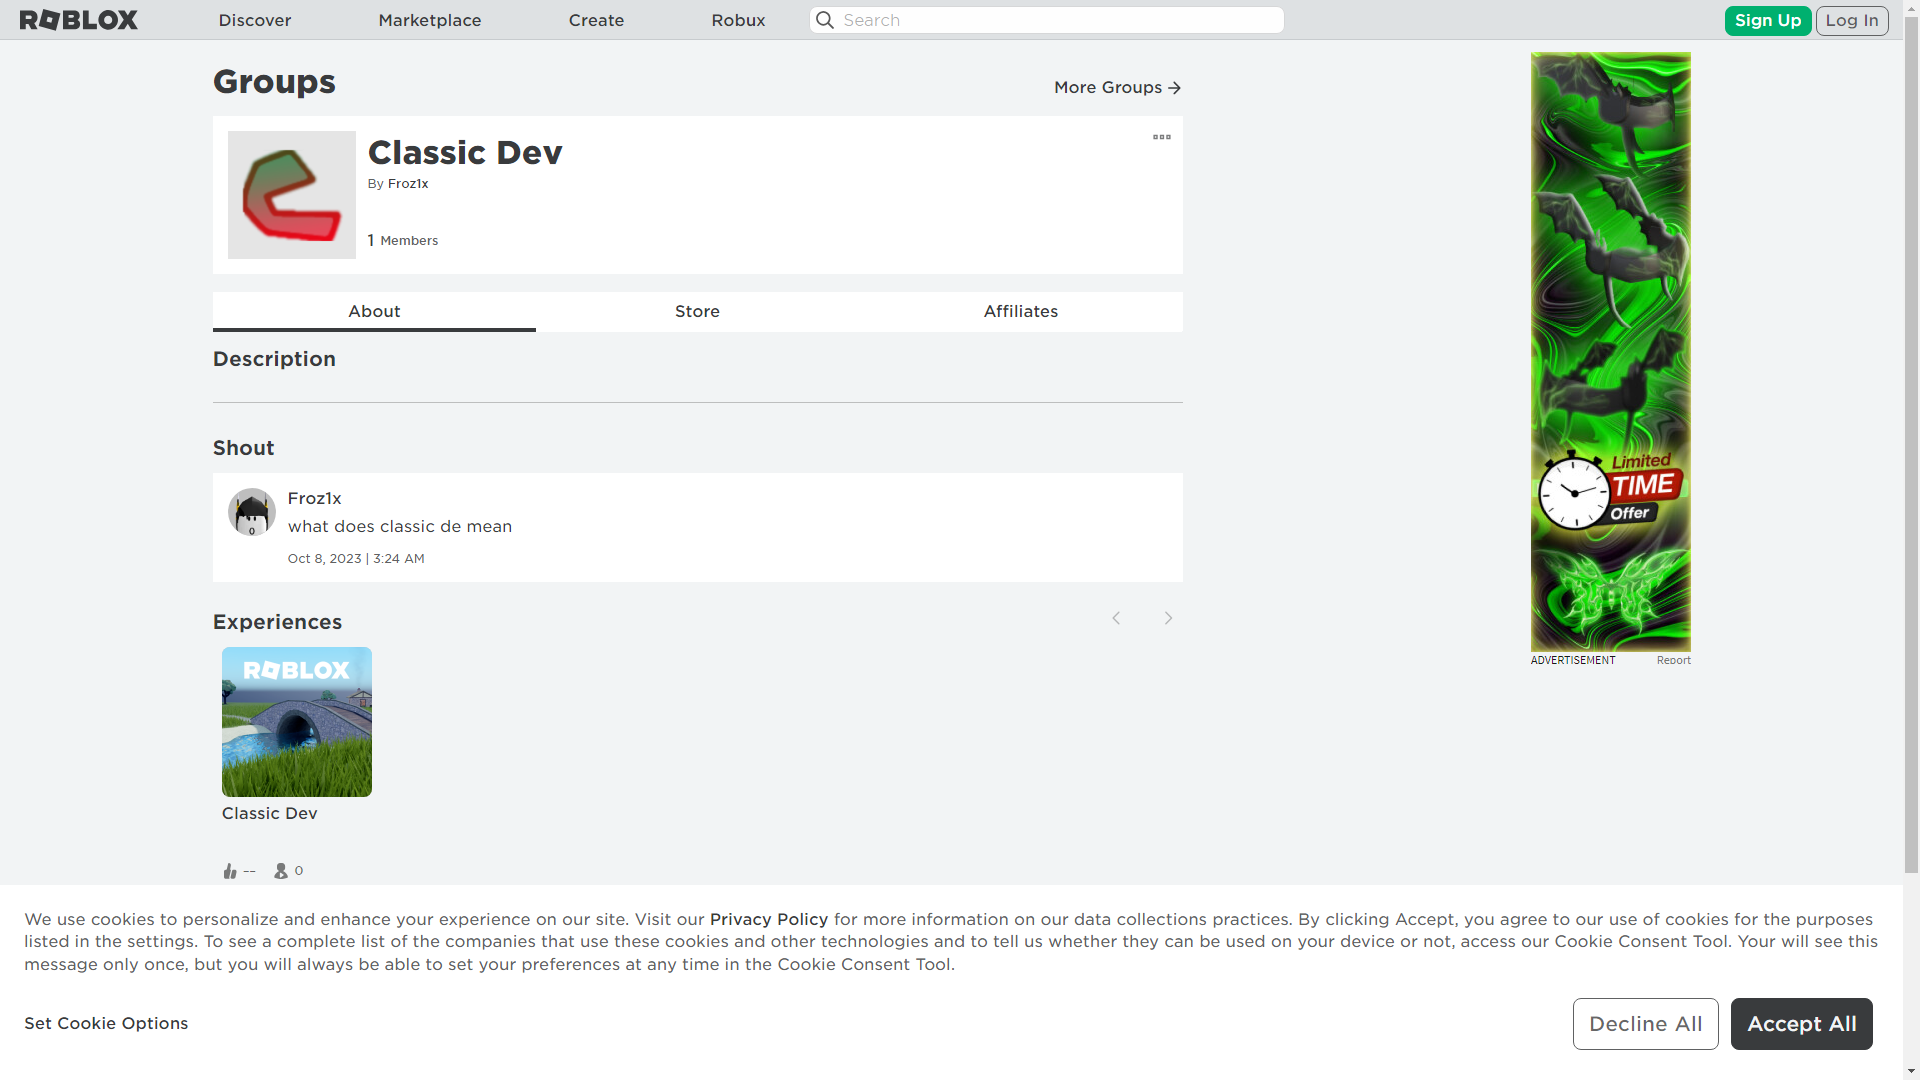 ROBLOX
Discover
Marketplace
Create
Robux
Search
Sign Up
Log In
Groups
More Groups
Classic Dev
By Froz1x
1 Members
About
Store
Affiliates
Description
Shout
Froz1x
what does classic de mean
Oct 8, 2023 | 3:24 AM
Experiences
ROBLOX
Classic Dev
--
0
Limited
TIME
Offer
ADVERTISEMENT
Report
We use cookies to personalize and enhance your experience on our site. Visit our Privacy Policy for more information on our data collections practices. By clicking Accept, you agree to our use of cookies for the purposes
listed in the settings. To see a complete list of the companies that use these cookies and other technologies and to tell us whether they can be used on your device or not, access our Cookie Consent Tool. Your will see this
message only once, but you will always be able to set your preferences at any time in the Cookie Consent Tool.
Set Cookie Options
Decline All
Accept All